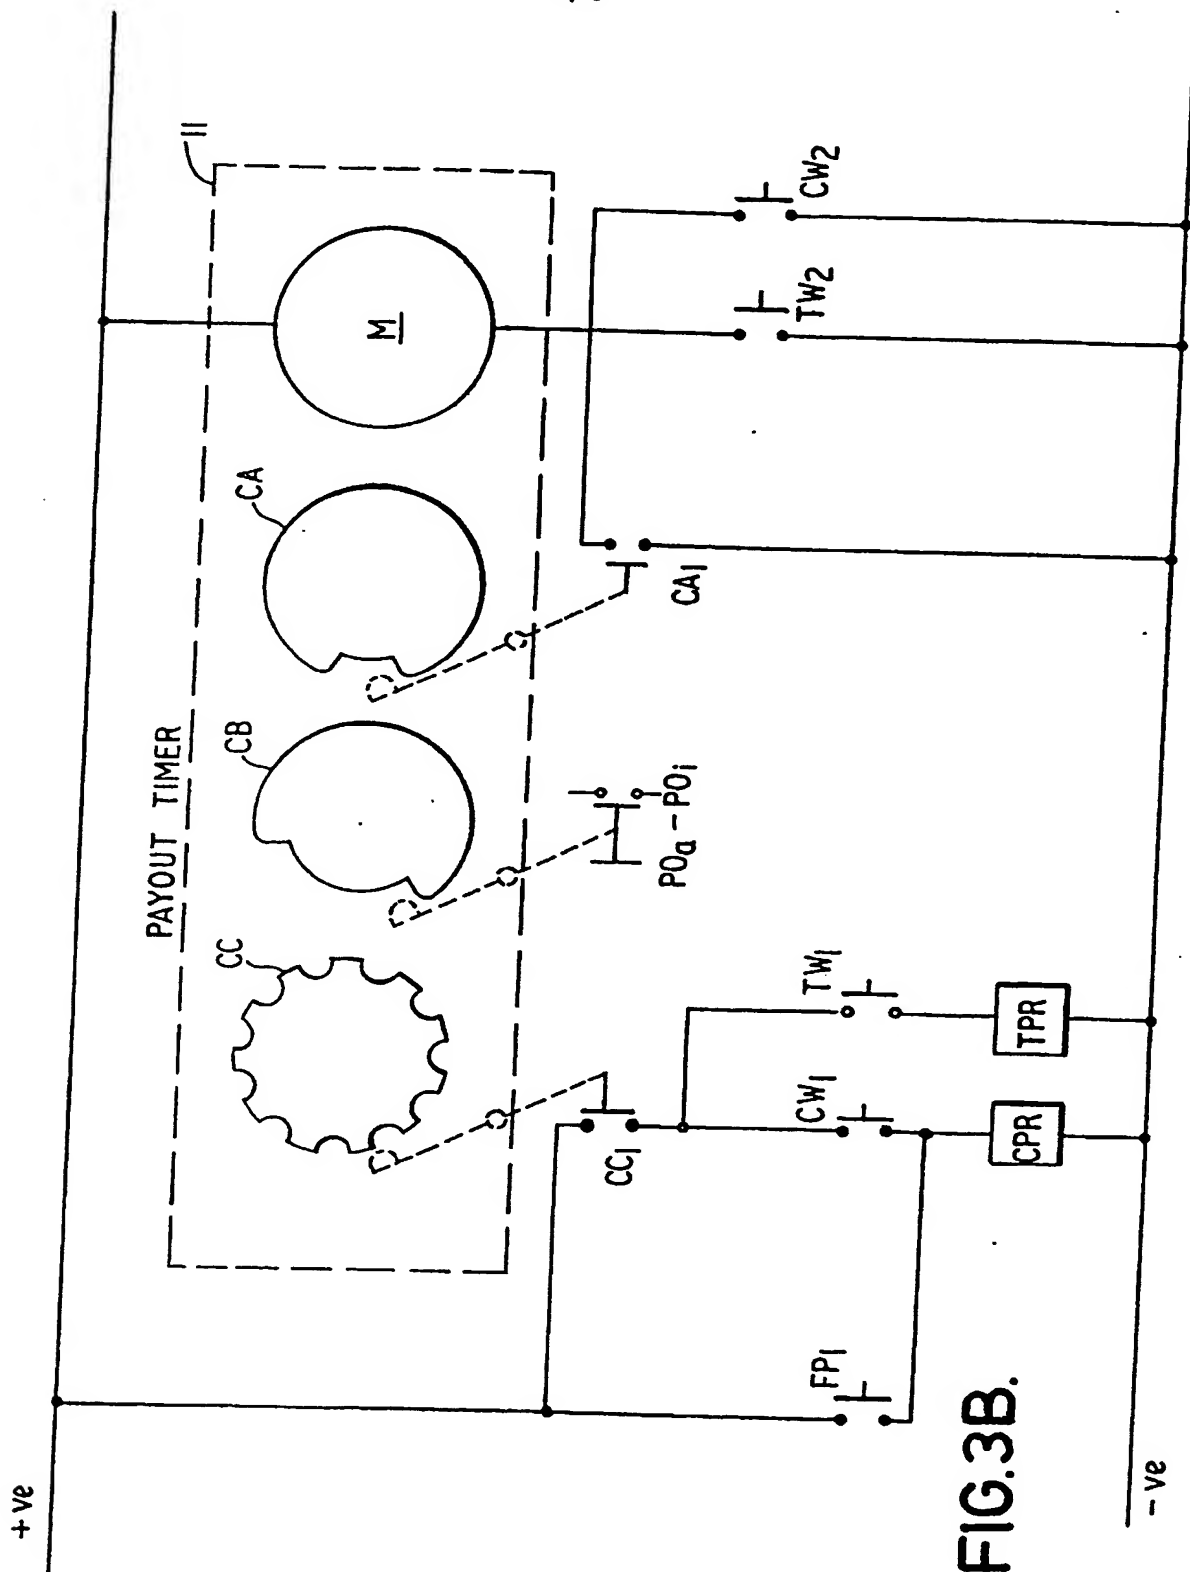 +ve
PAYOUT TIMER
11
CC
CB
CA
M
CC1
POa - POi
CA1
FP1
CW1
TW1
TW2
CW2
CPR
TPR
-ve
FIG.3B.